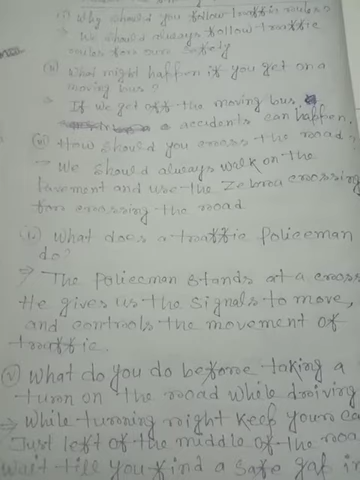 (i) Why should you follow traffic rules
→ We should always follow traffic
rules for our safety
(ii) What might happen if you get on a
moving bus?
→ If we get off the moving bus
accidents can happen.
(iii) How should you cross the road?
→ We should always walk on the
Pavement and use the Zebra crossing
for crossing the road
iv. What does a traffic Policeman
do?
⇒ The Policeman stands at a cross
He gives us the signals to move,
and controls the movement of
traffic.
(v) What do you do before taking a
turn on the road while driving
⇒ While turning right keep your ca
Just left of the middle of the roa
wait till you find a safe gap in